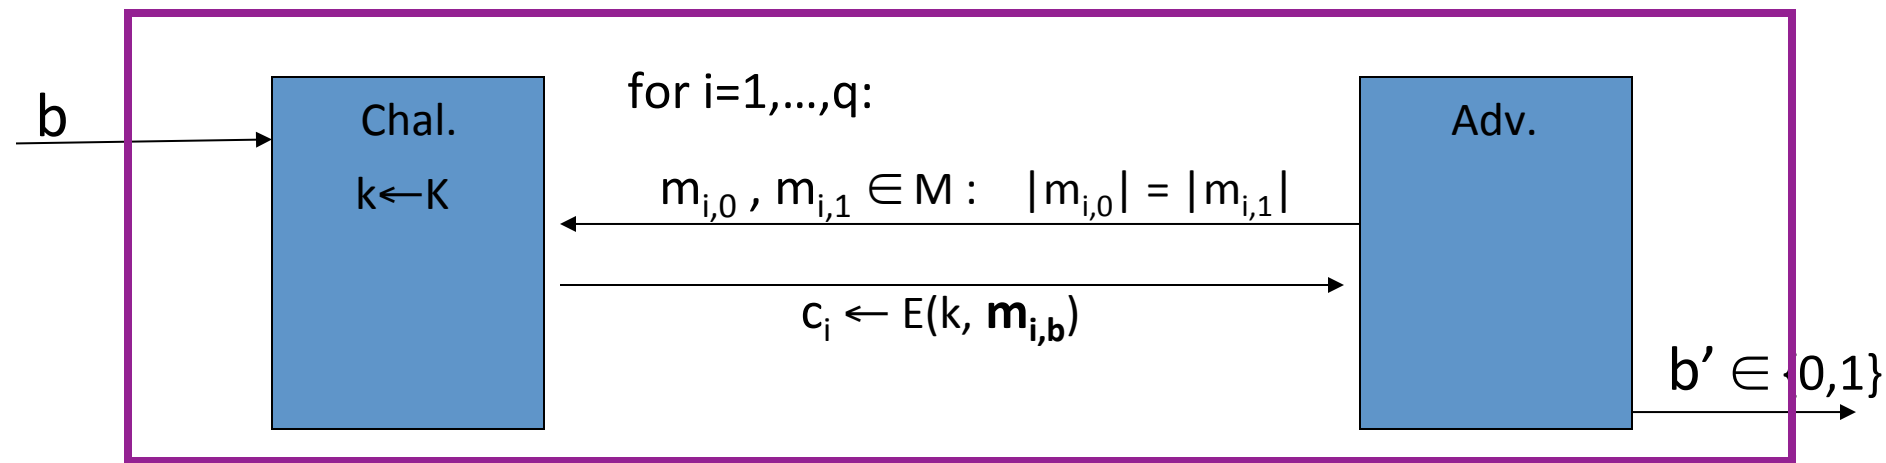 b
Chal.
k⟵K
for i=1,…,q:
m_{i,0} , m_{i,1} ∈ M : |m_{i,0}| = |m_{i,1}|
c_i ⟵ E(k, m_{i,b})
Adv.
b’ ∈ {0,1}